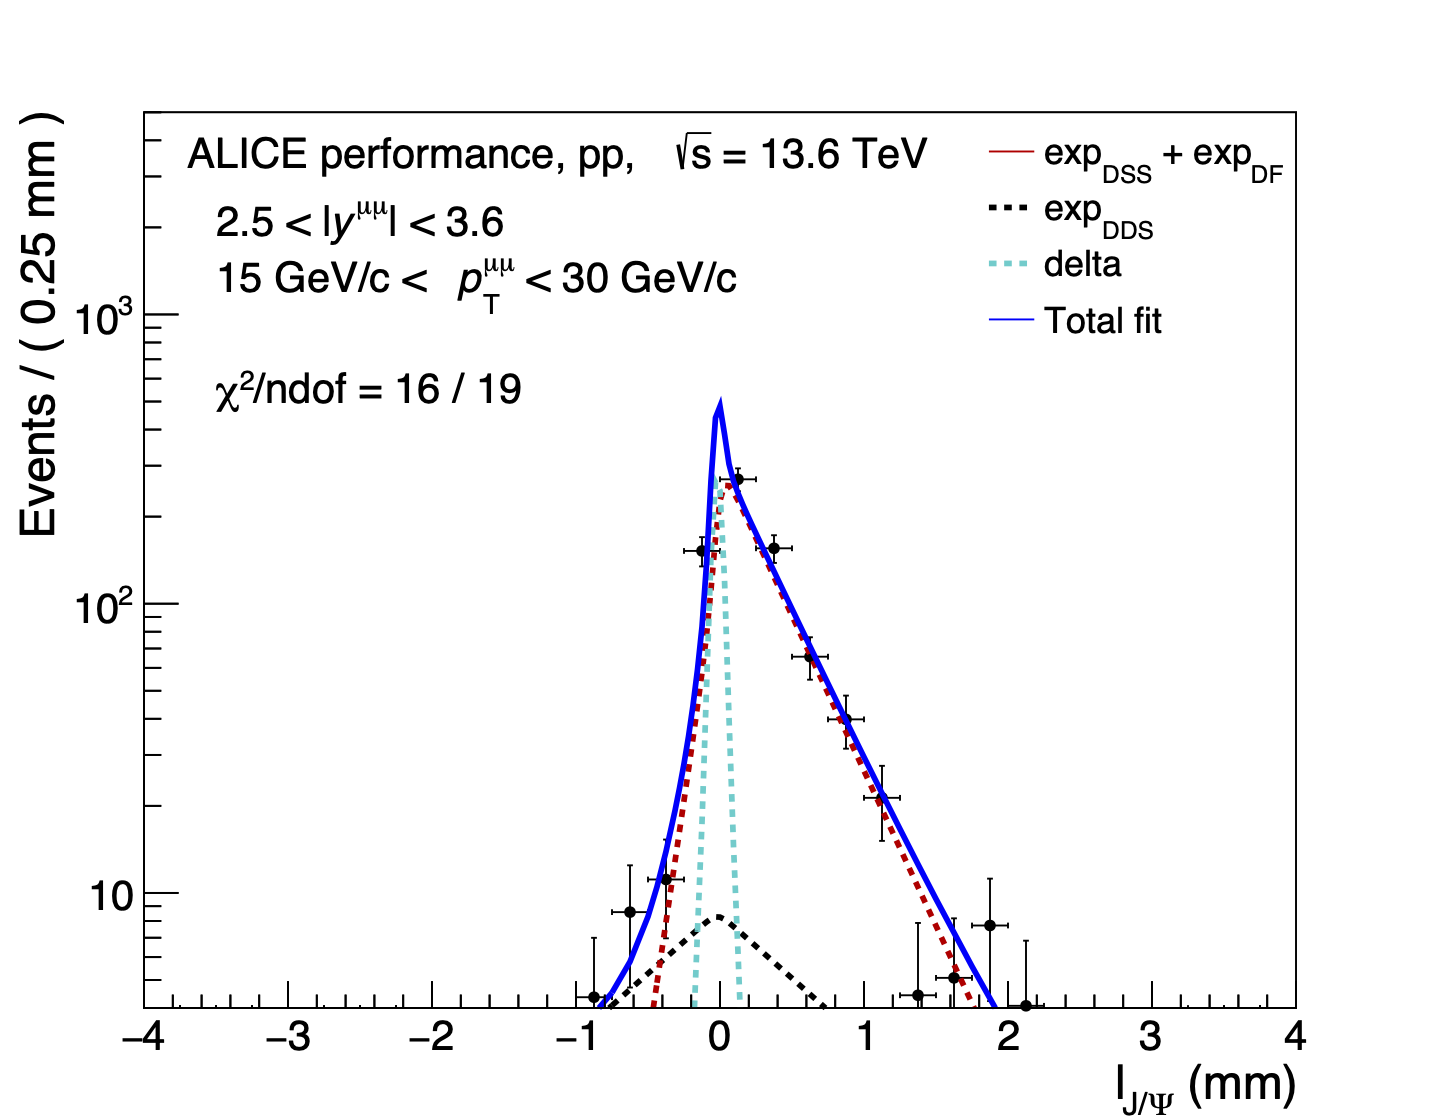 ALICE performance, pp, √s = 13.6 TeV
2.5 < |y^μμ| < 3.6
15 GeV/c < p_T^μμ < 30 GeV/c
χ²/ndof = 16 / 19
exp_DSS + exp_DF
exp_DDS
delta
Total fit
Events / ( 0.25 mm )
10³
10²
10
−4 −3 −2 −1 0 1 2 3 4
l_J/Ψ (mm)